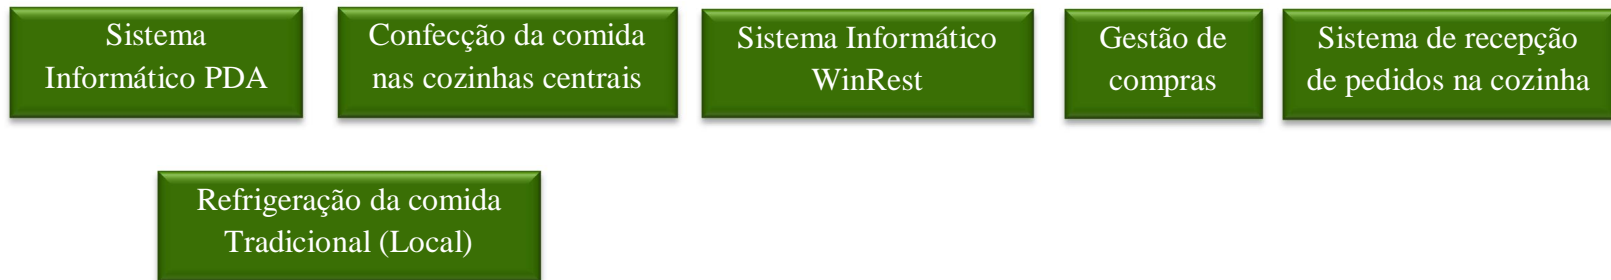 Sistema
Informático PDA
Confecção da comida
nas cozinhas centrais
Sistema Informático
WinRest
Gestão de
compras
Sistema de recepção
de pedidos na cozinha
Refrigeração da comida
Tradicional (Local)